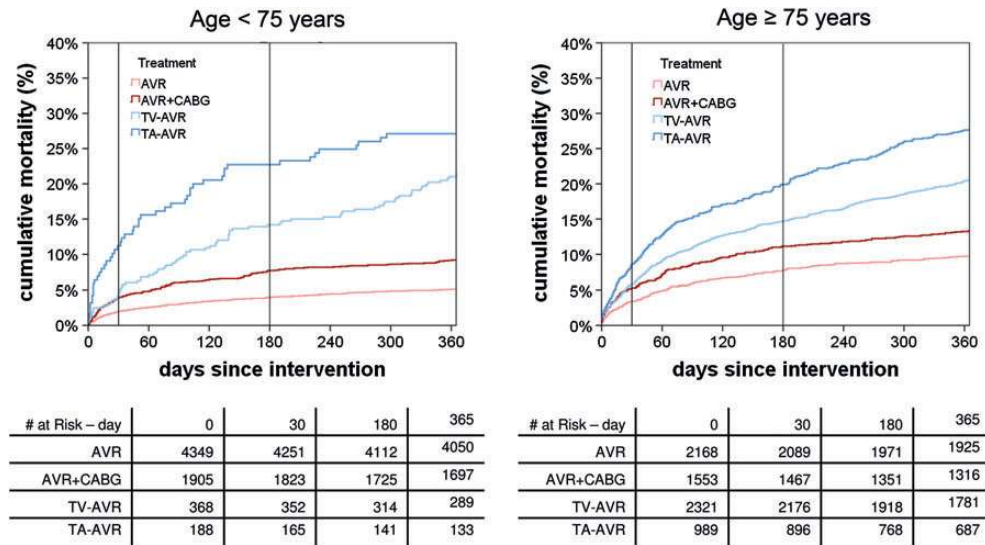 Age < 75 years
cumulative mortality (%)
40%
35%
30%
25%
20%
15%
10%
5%
0%
Treatment
AVR
AVR+CABG
TV-AVR
TA-AVR
0 60 120 180 240 300 360
days since intervention
# at Risk – day 0 30 180 365
AVR 4349 4251 4112 4050
AVR+CABG 1905 1823 1725 1697
TV-AVR 368 352 314 289
TA-AVR 188 165 141 133
Age ≥ 75 years
cumulative mortality (%)
40%
35%
30%
25%
20%
15%
10%
5%
0%
Treatment
AVR
AVR+CABG
TV-AVR
TA-AVR
0 60 120 180 240 300 360
days since intervention
# at Risk – day 0 30 180 365
AVR 2168 2089 1971 1925
AVR+CABG 1553 1467 1351 1316
TV-AVR 2321 2176 1918 1781
TA-AVR 989 896 768 687